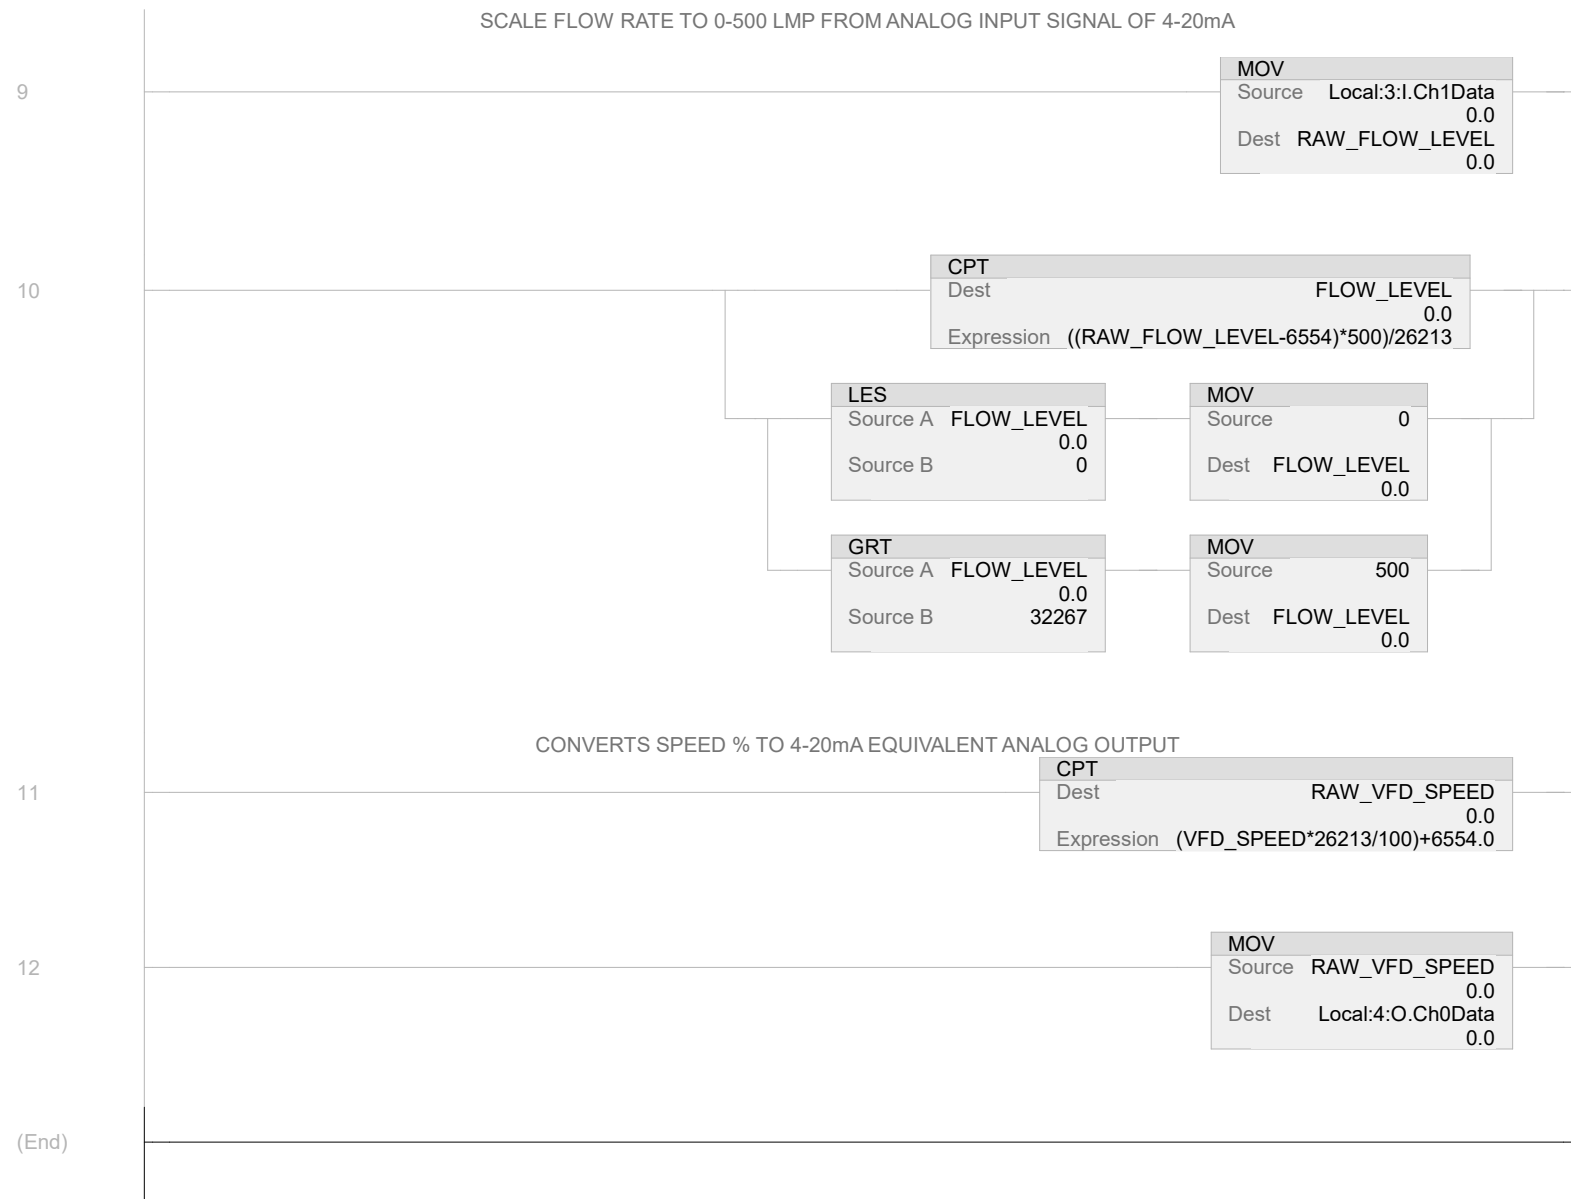 SCALE FLOW RATE TO 0-500 LMP FROM ANALOG INPUT SIGNAL OF 4-20mA
9
MOV
Source Local:3:I.Ch1Data
0.0
Dest RAW_FLOW_LEVEL
0.0
10
CPT
Dest FLOW_LEVEL
0.0
Expression ((RAW_FLOW_LEVEL-6554)*500)/26213
LES
Source A FLOW_LEVEL
0.0
Source B 0
MOV
Source 0
Dest FLOW_LEVEL
0.0
GRT
Source A FLOW_LEVEL
0.0
Source B 32267
MOV
Source 500
Dest FLOW_LEVEL
0.0
CONVERTS SPEED % TO 4-20mA EQUIVALENT ANALOG OUTPUT
11
CPT
Dest RAW_VFD_SPEED
0.0
Expression (VFD_SPEED*26213/100)+6554.0
12
MOV
Source RAW_VFD_SPEED
0.0
Dest Local:4:O.Ch0Data
0.0
(End)